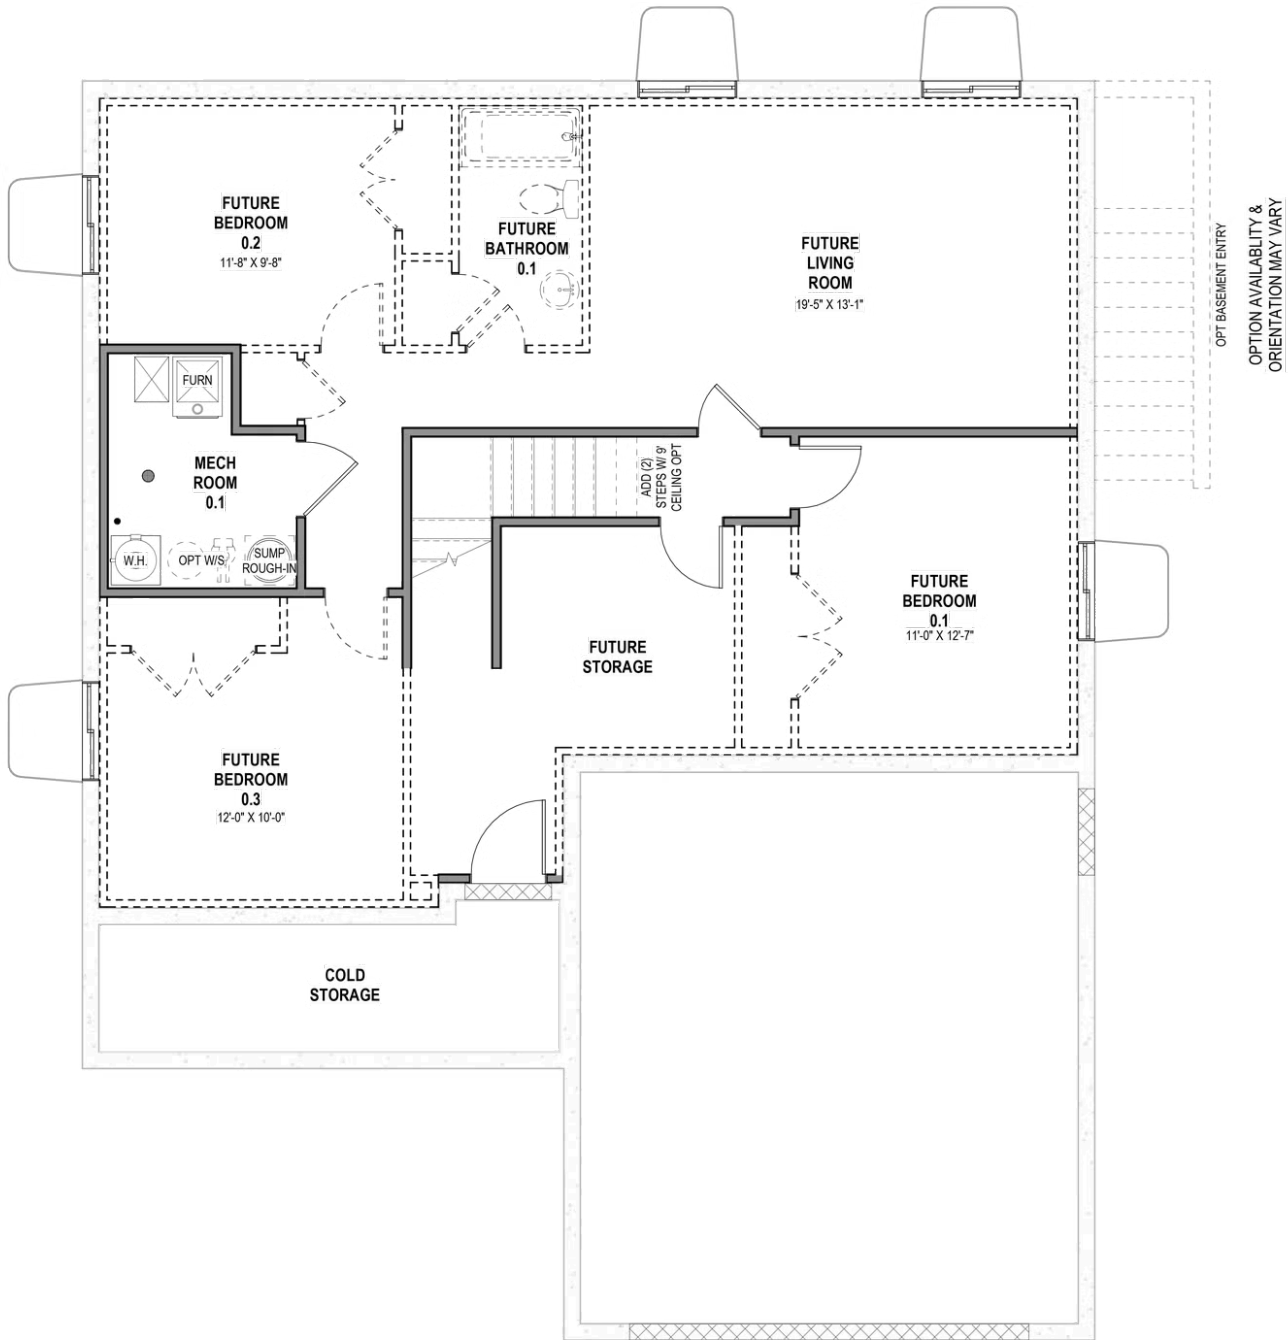 FUTURE
BEDROOM
0.2
11'-8" X 9'-8"
FUTURE
BATHROOM
0.1
FUTURE
LIVING
ROOM
19'-5" X 13'-1"
OPT BASEMENT ENTRY
OPTION AVAILABLITY &
ORIENTATION MAY VARY
FURN
MECH
ROOM
0.1
W.H.
OPT W/S
SUMP
ROUGH-IN
ADD (2)
STEPS W/ 9'
CEILING OPT
FUTURE
BEDROOM
0.1
11'-0" X 12'-7"
FUTURE
STORAGE
FUTURE
BEDROOM
0.3
12'-0" X 10'-0"
COLD
STORAGE